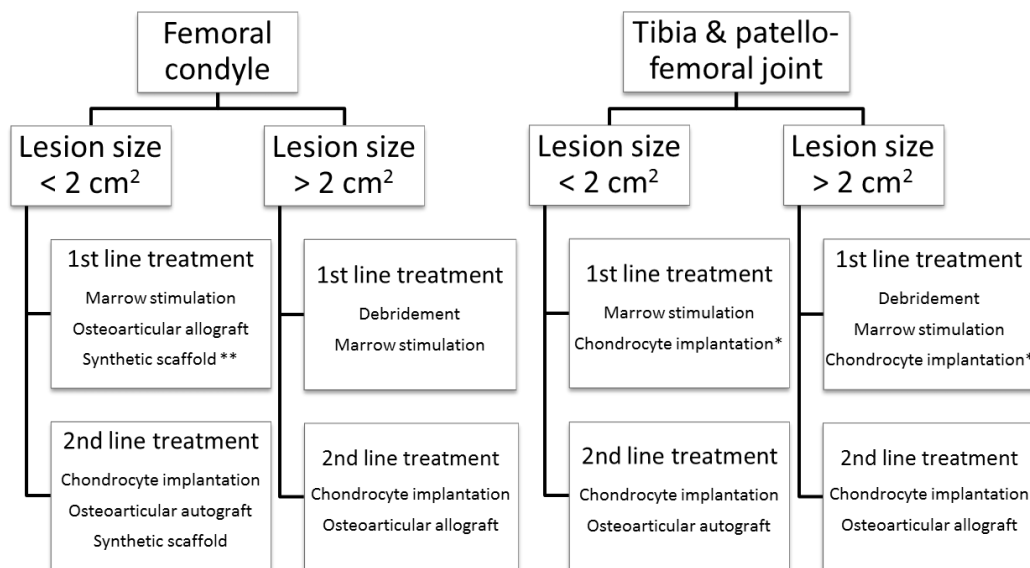 Femoral
condyle
Lesion size
< 2 cm²
1st line treatment
Marrow stimulation
Osteoarticular allograft
Synthetic scaffold **
2nd line treatment
Chondrocyte implantation
Osteoarticular autograft
Synthetic scaffold
Lesion size
> 2 cm²
1st line treatment
Debridement
Marrow stimulation
2nd line treatment
Chondrocyte implantation
Osteoarticular allograft
Tibia & patello-
femoral joint
Lesion size
< 2 cm²
1st line treatment
Marrow stimulation
Chondrocyte implantation*
2nd line treatment
Chondrocyte implantation
Osteoarticular autograft
Lesion size
> 2 cm²
1st line treatment
Debridement
Marrow stimulation
Chondrocyte implantation*
2nd line treatment
Chondrocyte implantation
Osteoarticular allograft